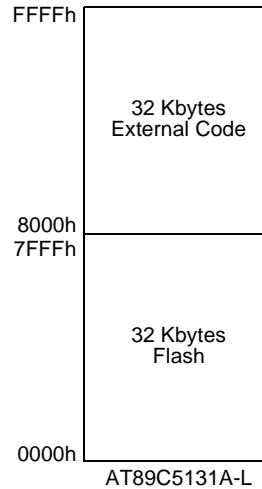 FFFFh
32 Kbytes
External Code
8000h
7FFFh
32 Kbytes
Flash
0000h
AT89C5131A-L